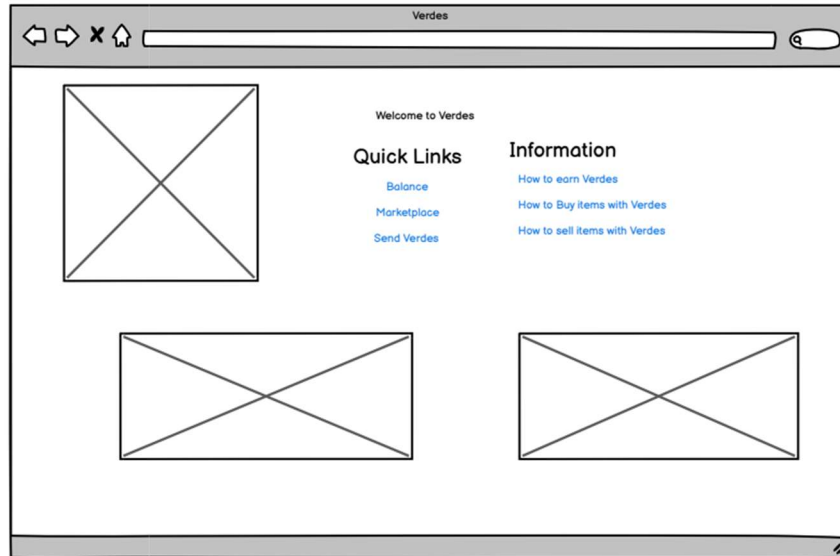 Verdes
Welcome to Verdes
Quick Links
Balance
Marketplace
Send Verdes
Information
How to earn Verdes
How to Buy items with Verdes
How to sell items with Verdes